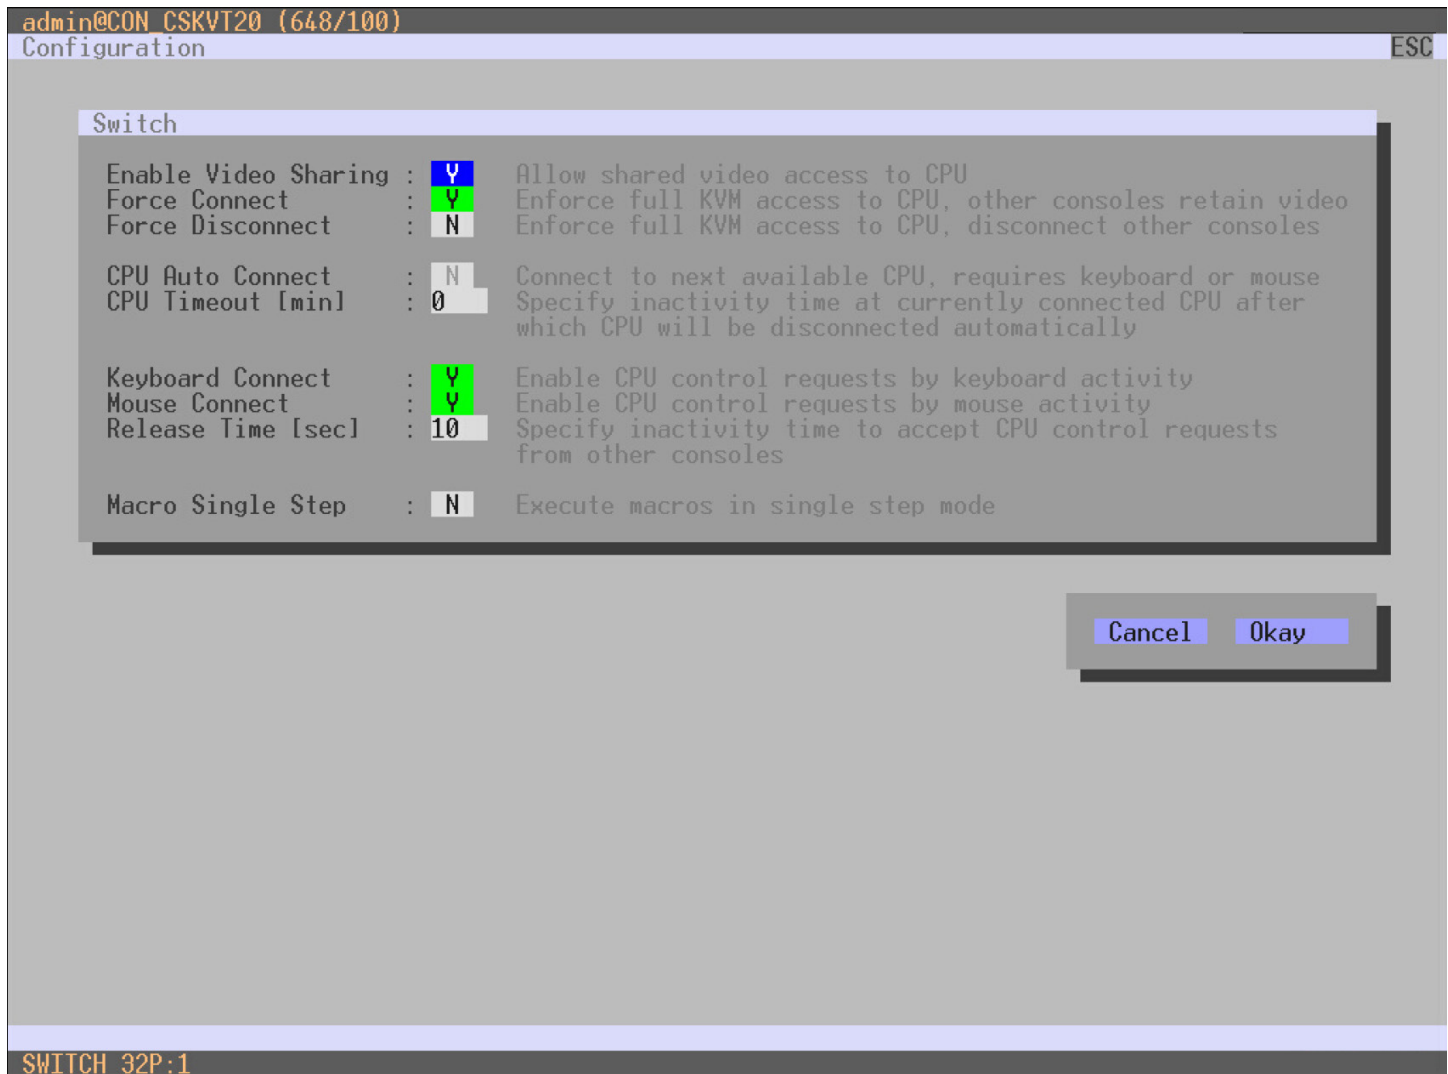 admin@CON_CSKVT20 (648/100)
Configuration ESC
Switch
Enable Video Sharing : Y Allow shared video access to CPU
Force Connect : Y Enforce full KVM access to CPU, other consoles retain video
Force Disconnect : N Enforce full KVM access to CPU, disconnect other consoles
CPU Auto Connect : N Connect to next available CPU, requires keyboard or mouse
CPU Timeout [min] : 0 Specify inactivity time at currently connected CPU after
which CPU will be disconnected automatically
Keyboard Connect : Y Enable CPU control requests by keyboard activity
Mouse Connect : Y Enable CPU control requests by mouse activity
Release Time [sec] : 10 Specify inactivity time to accept CPU control requests
from other consoles
Macro Single Step : N Execute macros in single step mode
Cancel Okay
SWITCH 32P:1